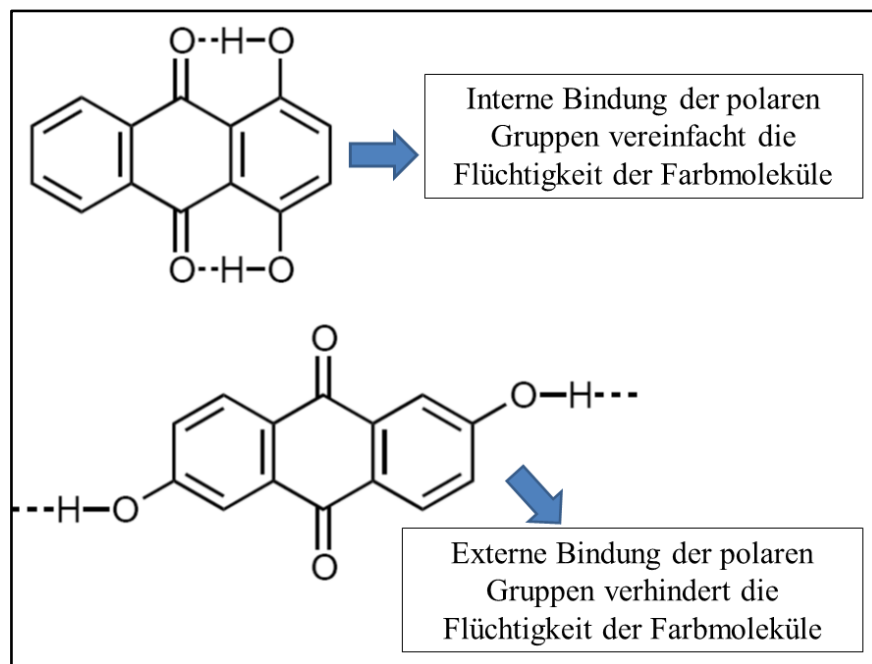 O--H-O
Interne Bindung der polaren
Gruppen vereinfacht die
Flüchtigkeit der Farbmoleküle
O--H-O
O
O-H---
---H-O
O
Externe Bindung der polaren
Gruppen verhindert die
Flüchtigkeit der Farbmoleküle